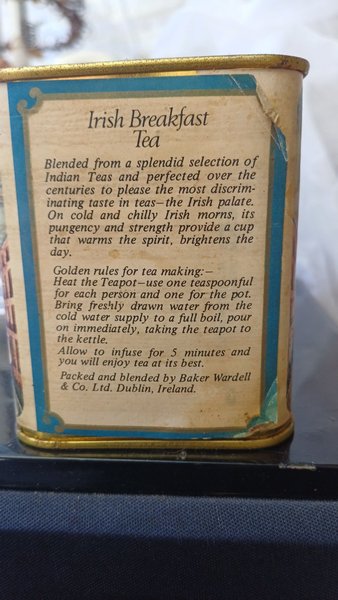 Irish Breakfast
Tea
Blended from a splendid selection of
Indian Teas and perfected over the
centuries to please the most discrim-
inating taste in teas—the Irish palate.
On cold and chilly Irish morns, its
pungency and strength provide a cup
that warms the spirit, brightens the
day.
Golden rules for tea making:—
Heat the Teapot—use one teaspoonful
for each person and one for the pot.
Bring freshly drawn water from the
cold water supply to a full boil, pour
on immediately, taking the teapot to
the kettle.
Allow to infuse for 5 minutes and
you will enjoy tea at its best.
Packed and blended by Baker Wardell
& Co. Ltd. Dublin, Ireland.